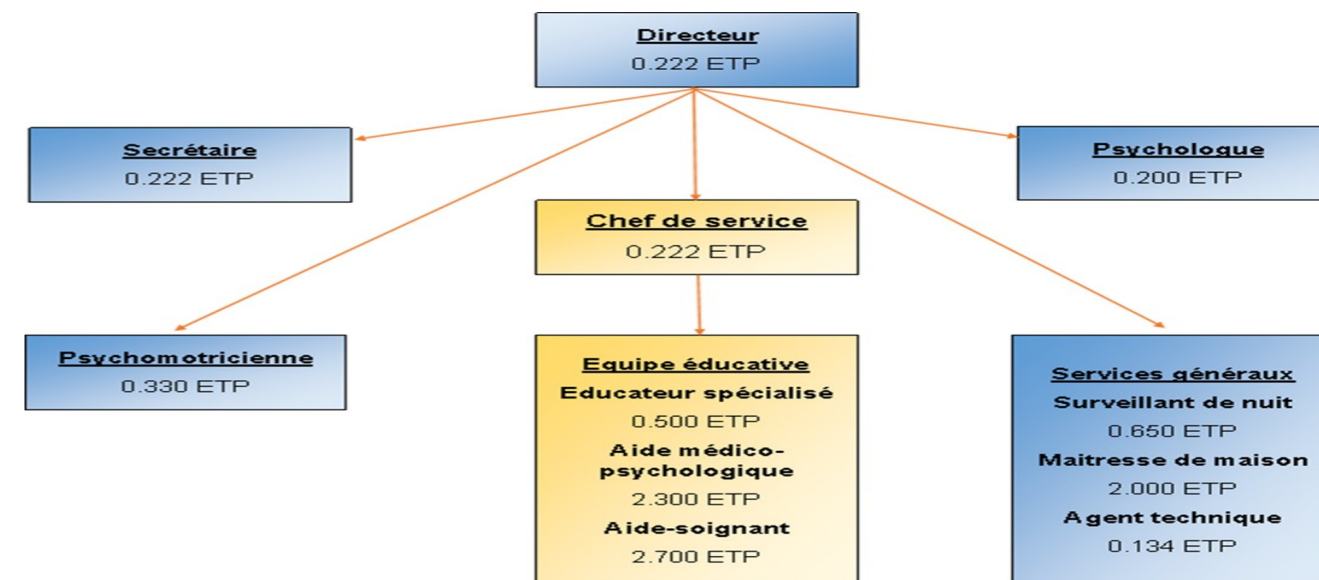 Directeur
0.222 ETP
Secrétaire
0.222 ETP
Psychologue
0.200 ETP
Chef de service
0.222 ETP
Psychomotricienne
0.330 ETP
Equipe éducative
Educateur spécialisé
0.500 ETP
Aide médico-
psychologique
2.300 ETP
Aide-soignant
2.700 ETP
Services généraux
Surveillant de nuit
0.650 ETP
Maitresse de maison
2.000 ETP
Agent technique
0.134 ETP